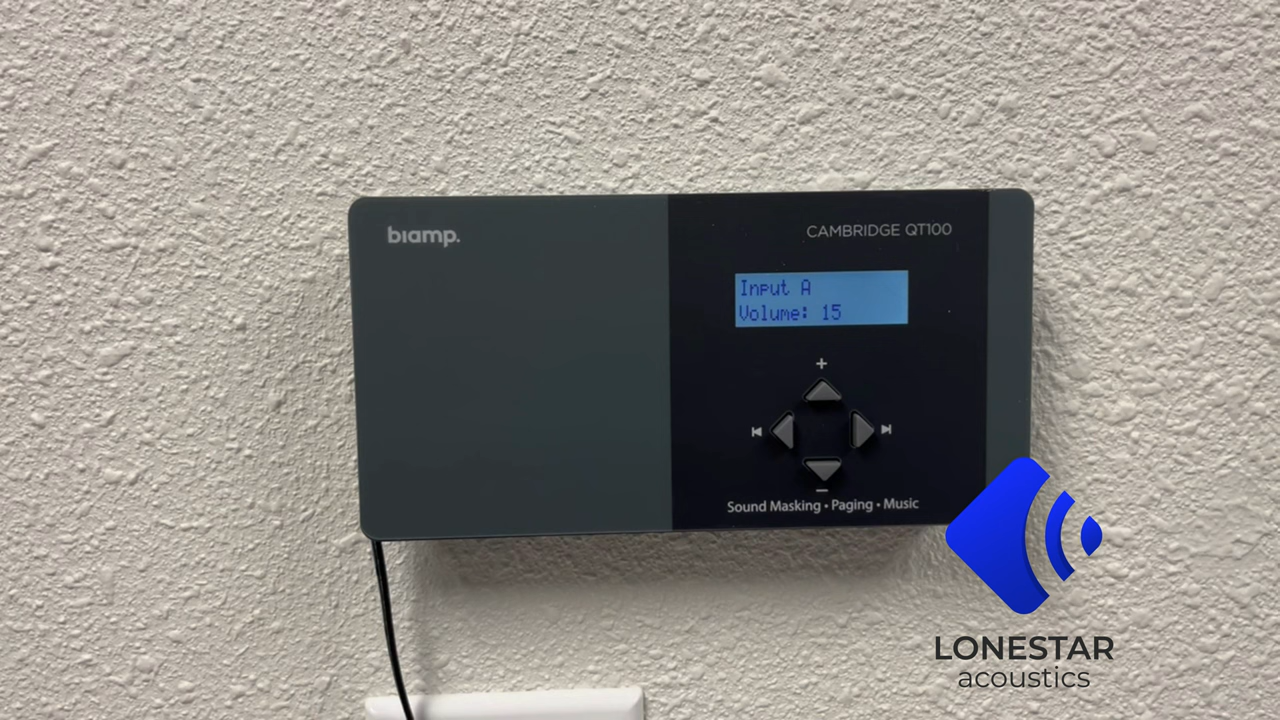 biamp.
CAMBRIDGE QT100
Input A
Volume: 15
+
−
Sound Masking • Paging • Music
LONESTAR
acoustics